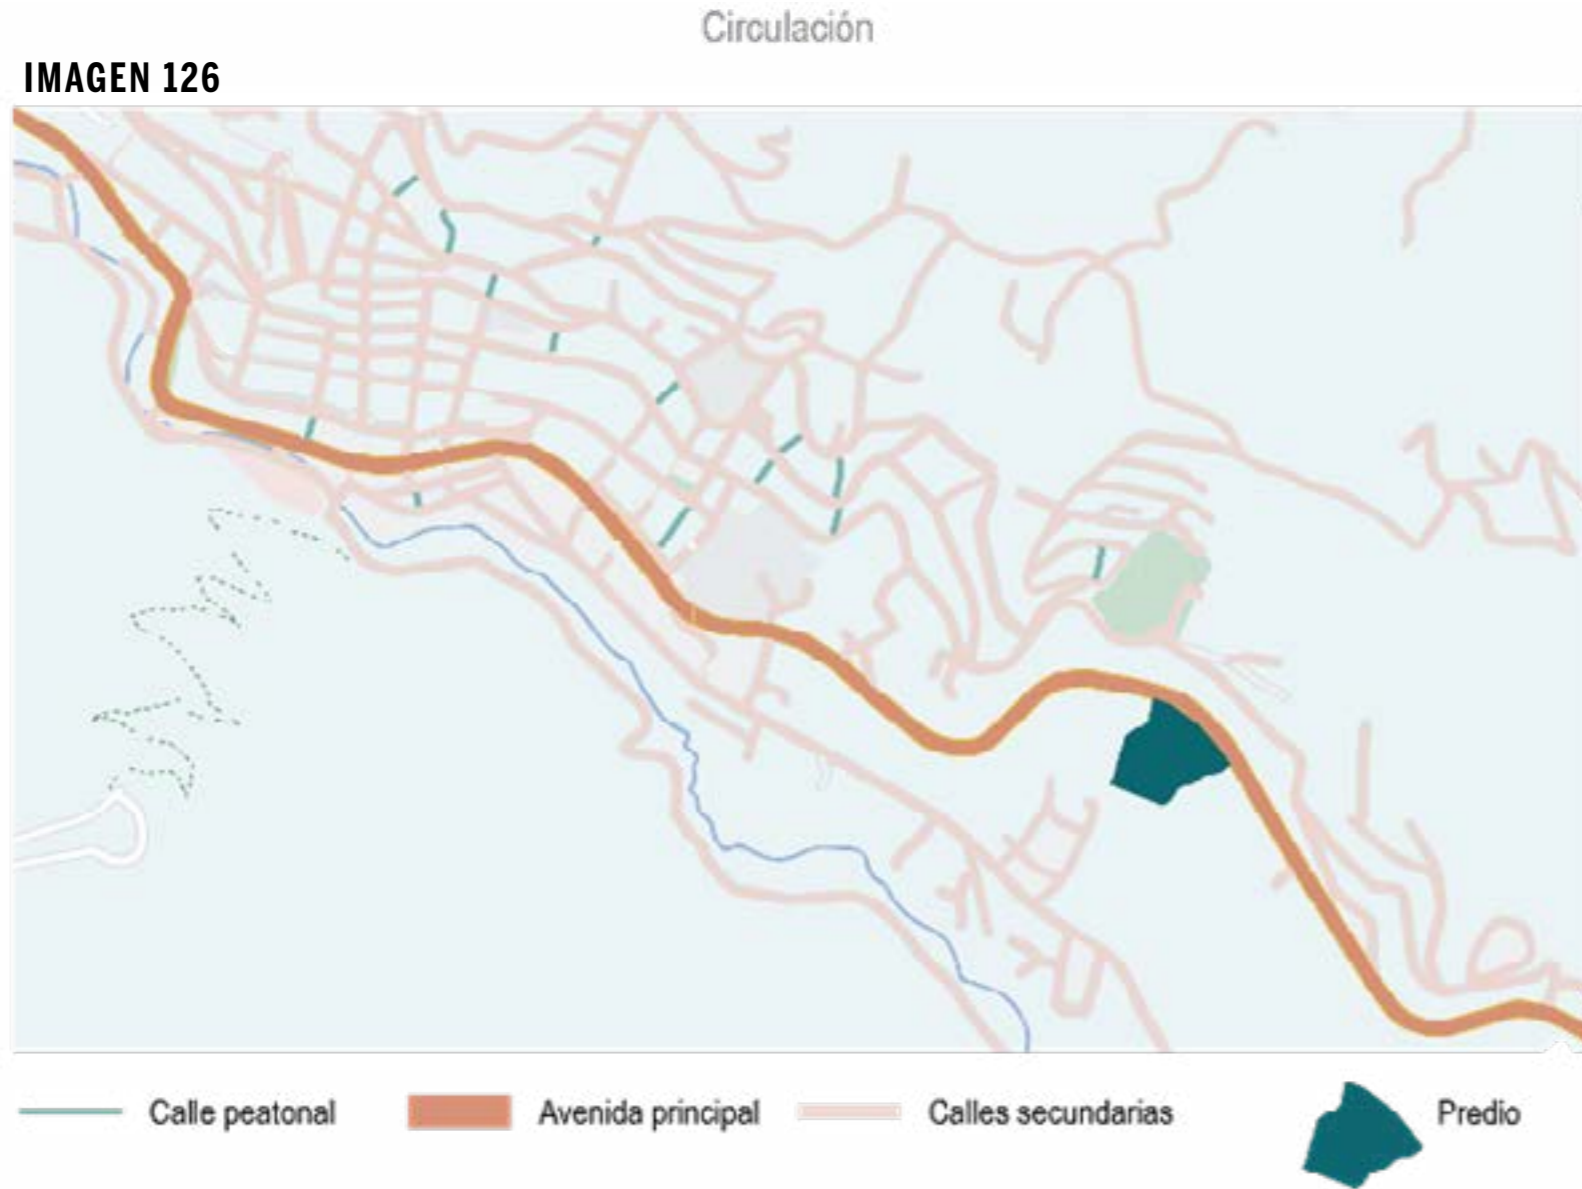 Circulación
IMAGEN 126
Calle peatonal
Avenida principal
Calles secundarias
Predio